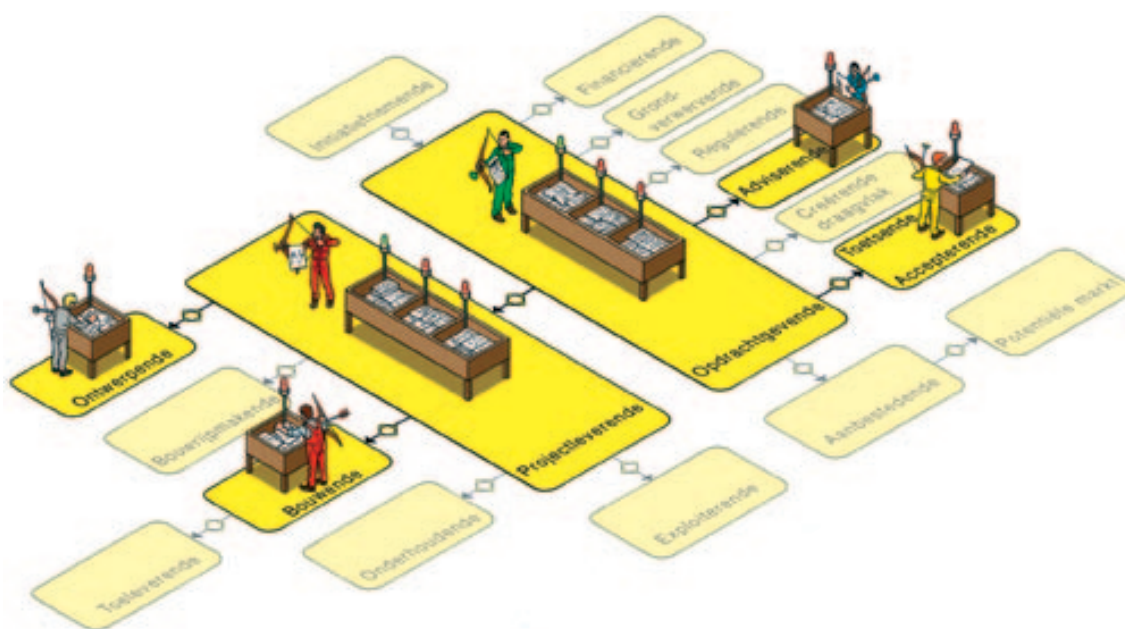 Initiatiefnemende
Financierende
Grond-
verwervende
Regulerende
Adviserende
Creërende
draagvlak
Toetsende
Accepterende
Opdrachtgevende
Potentiële markt
Aanbestedende
Ontwerpende
Bouwrijpmakende
Bouwende
Projectleverende
Toeleverende
Onderhoudende
Exploiterende